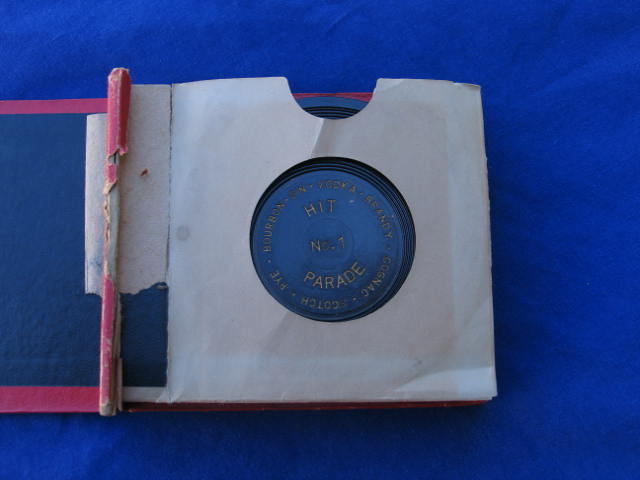 RYE · BOURBON · GIN · VODKA · BRANDY · COGNAC · SCOTCH ·
HIT
No. 1
PARADE